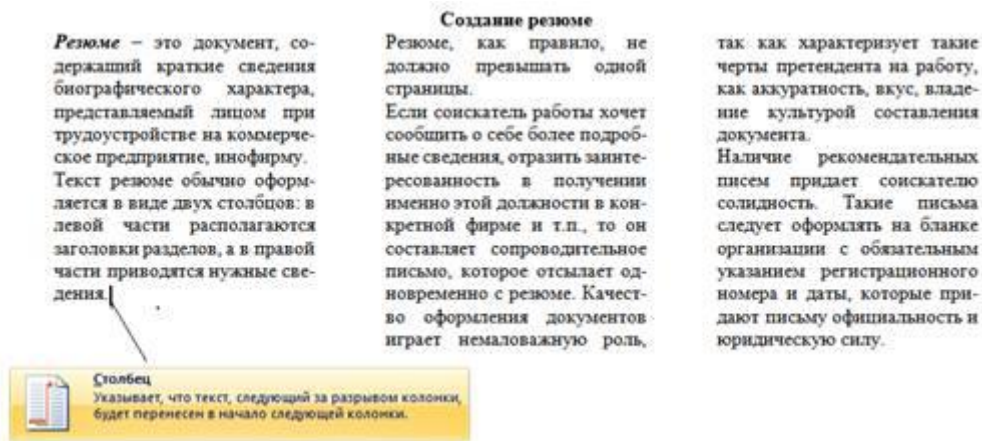 Создание резюме
Резюме – это документ, со-
держащий краткие сведения
биографического характера,
представляемый лицом при
трудоустройстве на коммерче-
ское предприятие, инофирму.
Текст резюме обычно оформ-
ляется в виде двух столбцов: в
левой части располагаются
заголовки разделов, а в правой
части приводятся нужные све-
дения.
Резюме, как правило, не
должно превышать одной
страницы.
Если соискатель работы хочет
сообщить о себе более подроб-
ные сведения, отразить заинте-
ресованность в получении
именно этой должности в кон-
кретной фирме и т.п., то он
составляет сопроводительное
письмо, которое отсылает од-
новременно с резюме. Качест-
во оформления документов
играет немаловажную роль,
так как характеризует такие
черты претендента на работу,
как аккуратность, вкус, владе-
ние культурой составления
документа.
Наличие рекомендательных
писем придает соискателю
солидность. Такие письма
следует оформлять на бланке
организации с обязательным
указанием регистрационного
номера и даты, которые при-
дают письму официальность и
юридическую силу.
Столбец
Указывает, что текст, следующий за разрывом колонки,
будет перенесен в начало следующей колонки.